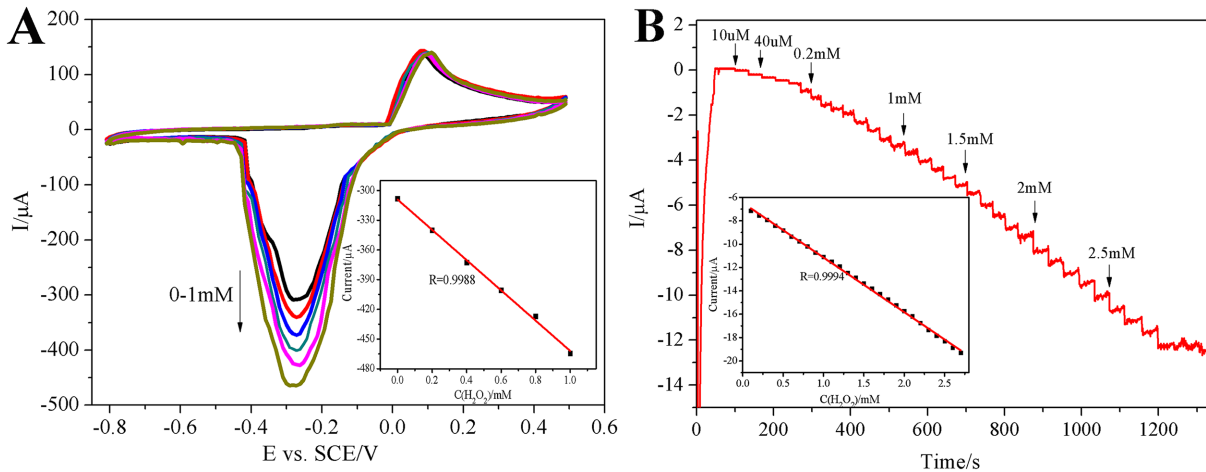 A
200
100
0
-100
-200
-300
-400
-500
I/µA
-0.8 -0.6 -0.4 -0.2 0.0 0.2 0.4 0.6
E vs. SCE/V
0-1mM
-300
-330
-360
-390
-420
-450
-480
Current/µA
R=0.9988
0.0 0.2 0.4 0.6 0.8 1.0
C(H₂O₂)/mM
B
2
0
-2
-4
-6
-8
-10
-12
-14
I/µA
0 200 400 600 800 1000 1200
Time/s
10uM
40uM
0.2mM
1mM
1.5mM
2mM
2.5mM
-6
-8
-10
-12
-14
-16
-18
-20
Current/µA
R=0.9994
0.0 0.5 1.0 1.5 2.0 2.5
C(H₂O₂)/mM